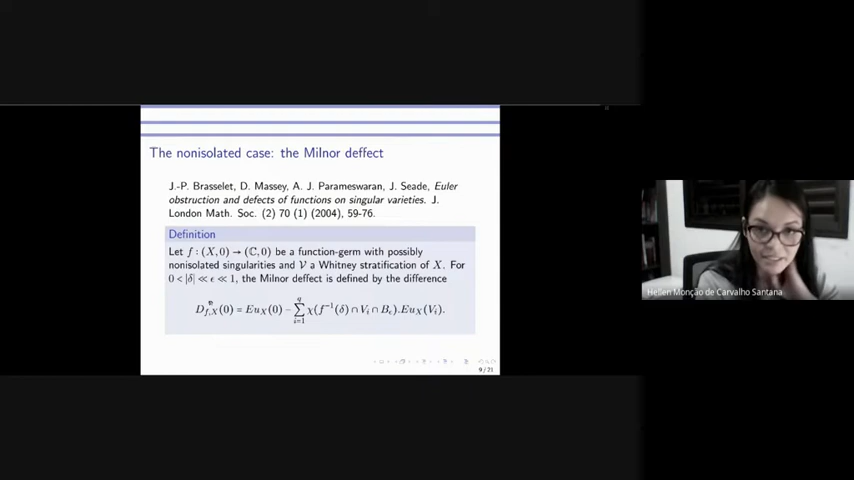 The nonisolated case: the Milnor deffect
J.-P. Brasselet, D. Massey, A. J. Parameswaran, J. Seade, Euler
obstruction and defects of functions on singular varieties. J.
London Math. Soc. (2) 70 (1) (2004), 59-76.
Definition
Let f : (X, 0) → (ℂ, 0) be a function-germ with possibly
nonisolated singularities and 𝒱 a Whitney stratification of X. For
0 < |δ| ≪ ϵ ≪ 1, the Milnor defect is defined by the difference
D_{f,X}(0) = Eu_X(0) − ∑_{i=1}^{q} χ(f^{-1}(δ) ∩ V_i ∩ B_ϵ).Eu_X(V_i).
9 / 21
Hellen Monção de Carvalho Santana